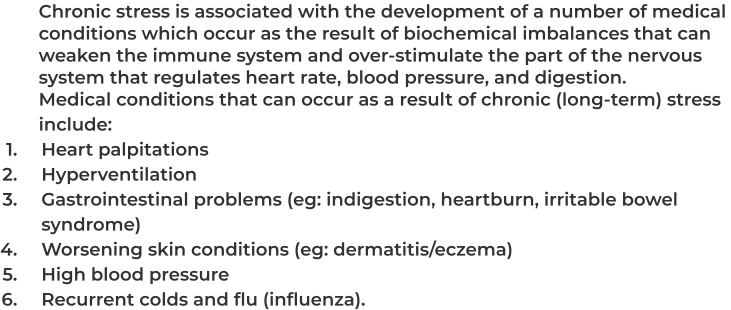 Chronic stress is associated with the development of a number of medical
conditions which occur as the result of biochemical imbalances that can
weaken the immune system and over-stimulate the part of the nervous
system that regulates heart rate, blood pressure, and digestion.
Medical conditions that can occur as a result of chronic (long-term) stress
include:
1. Heart palpitations
2. Hyperventilation
3. Gastrointestinal problems (eg: indigestion, heartburn, irritable bowel
syndrome)
4. Worsening skin conditions (eg: dermatitis/eczema)
5. High blood pressure
6. Recurrent colds and flu (influenza).